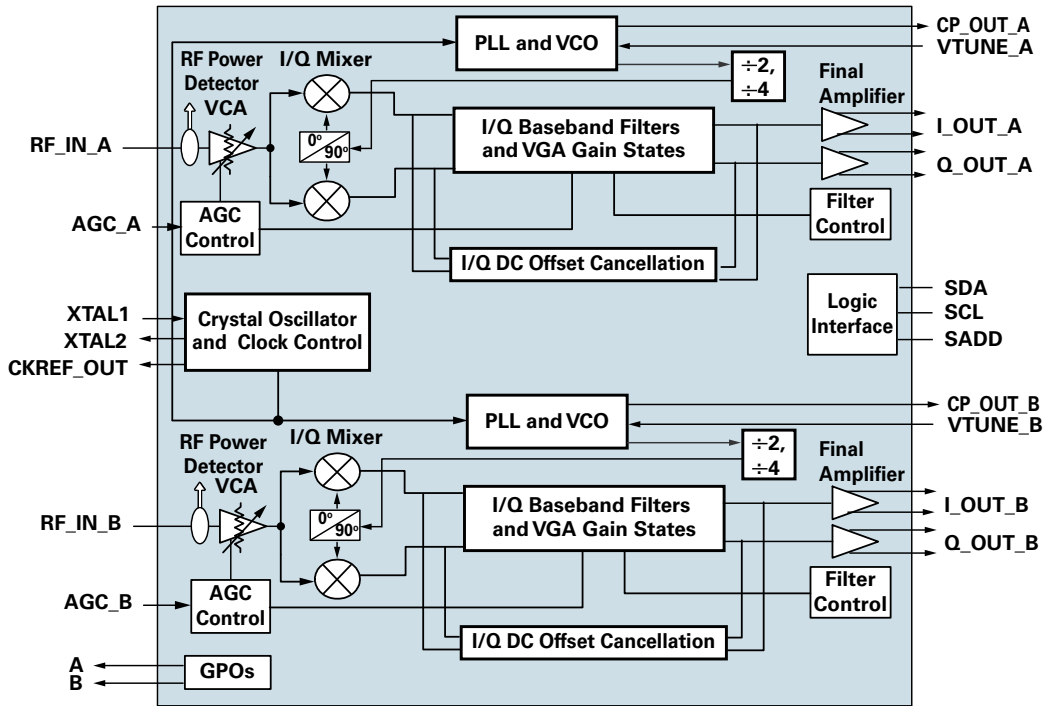 PLL and VCO
CP_OUT_A
VTUNE_A
÷2,
÷4
RF Power
Detector
VCA
I/Q Mixer
Final
Amplifier
I/Q Baseband Filters
and VGA Gain States
0º
90º
RF_IN_A
I_OUT_A
Q_OUT_A
AGC_A
AGC
Control
Filter
Control
I/Q DC Offset Cancellation
XTAL1
XTAL2
CKREF_OUT
Crystal Oscillator
and Clock Control
Logic
Interface
SDA
SCL
SADD
PLL and VCO
CP_OUT_B
VTUNE_B
÷2,
÷4
RF Power
Detector
VCA
I/Q Mixer
Final
Amplifier
I/Q Baseband Filters
and VGA Gain States
0º
90º
RF_IN_B
I_OUT_B
Q_OUT_B
AGC_B
AGC
Control
Filter
Control
I/Q DC Offset Cancellation
A
B
GPOs